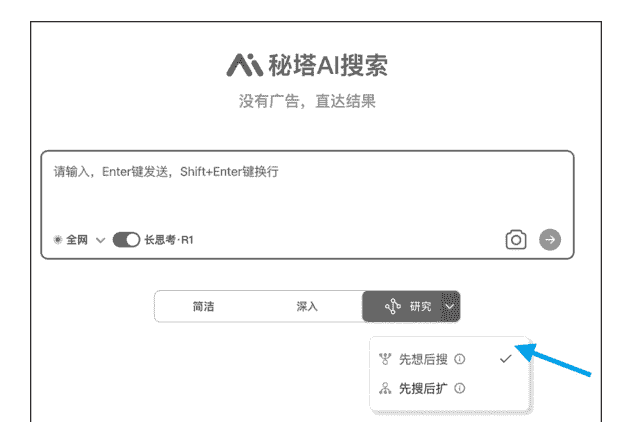 秘塔AI搜索
没有广告，直达结果
请输入，Enter键发送，Shift+Enter键换行
全网 长思考·R1
简洁 深入 研究
先想后搜
先搜后扩